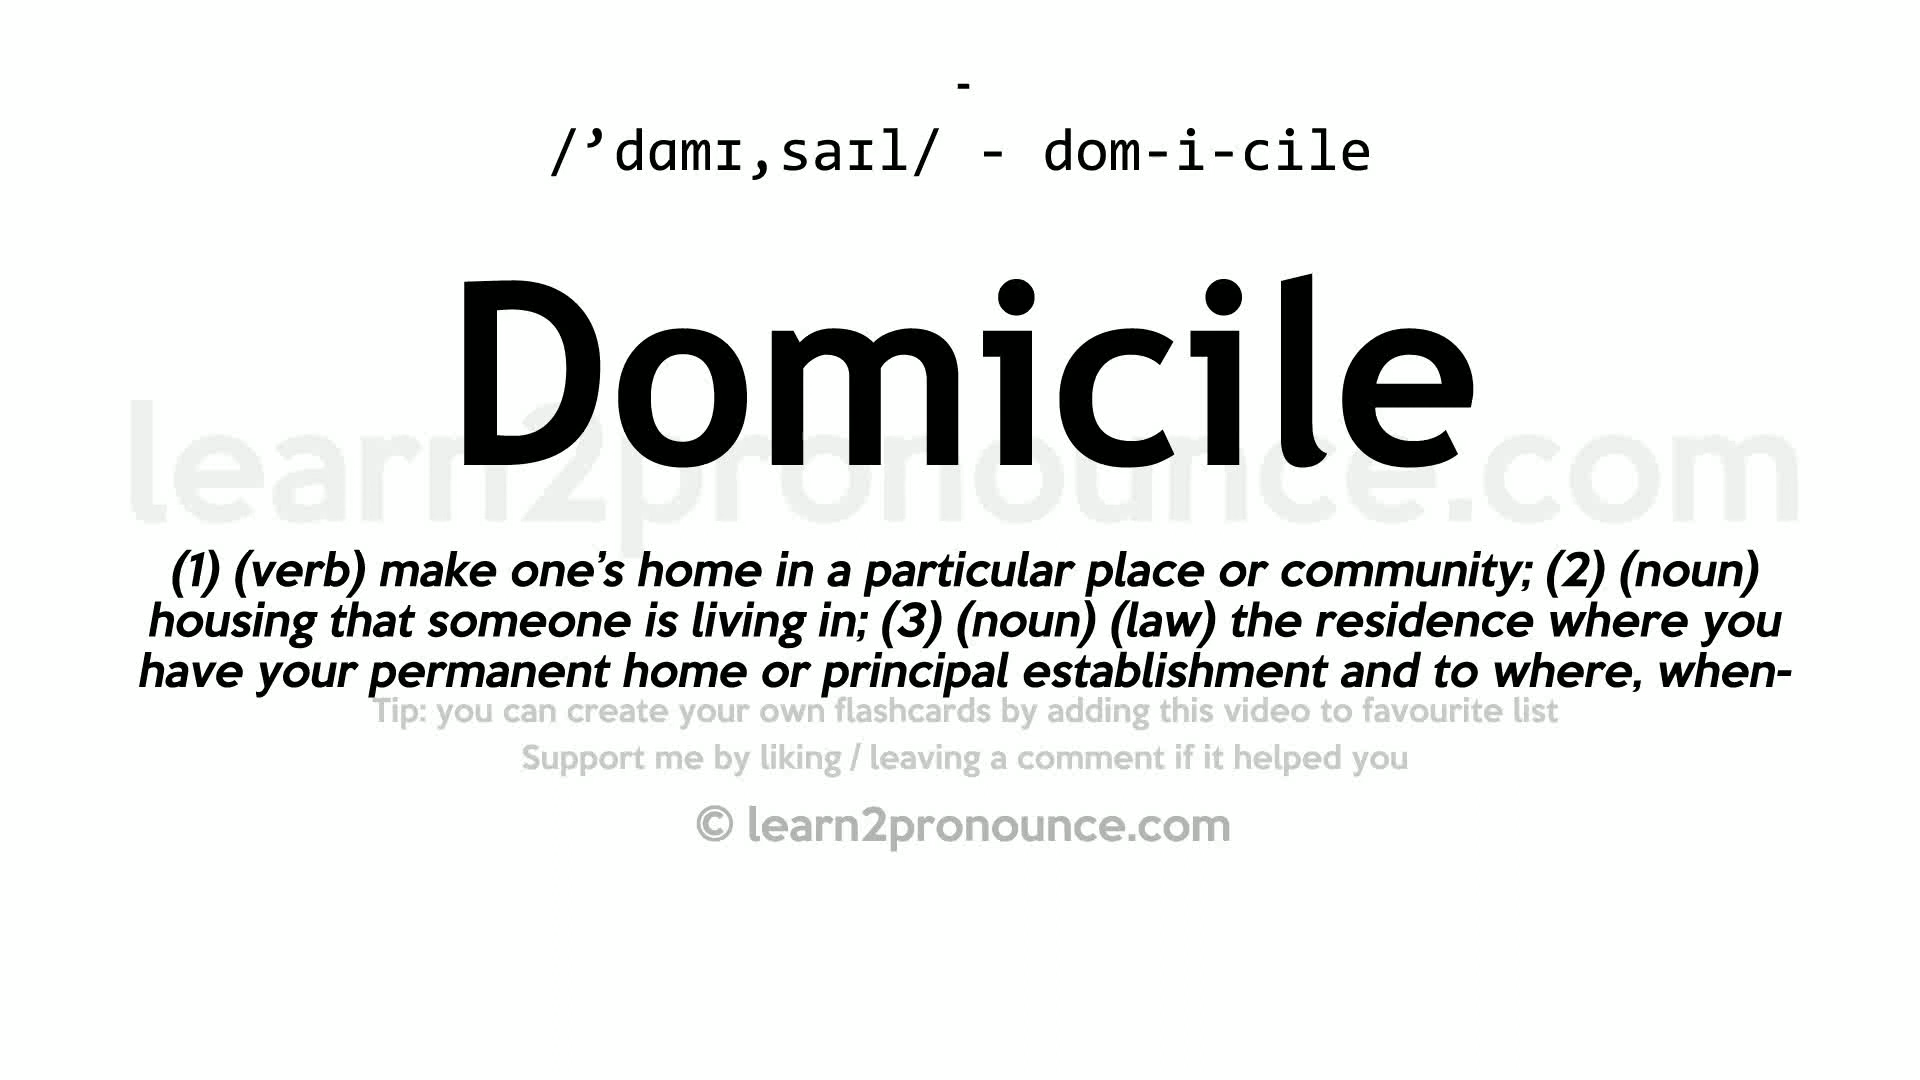 -
/’dɑmɪ,saɪl/ - dom-i-cile
Domicile
learn2pronounce.com
(1) (verb) make one’s home in a particular place or community; (2) (noun)
housing that someone is living in; (3) (noun) (law) the residence where you
have your permanent home or principal establishment and to where, when-
Tip: you can create your own flashcards by adding this video to favourite list
Support me by liking / leaving a comment if it helped you
© learn2pronounce.com